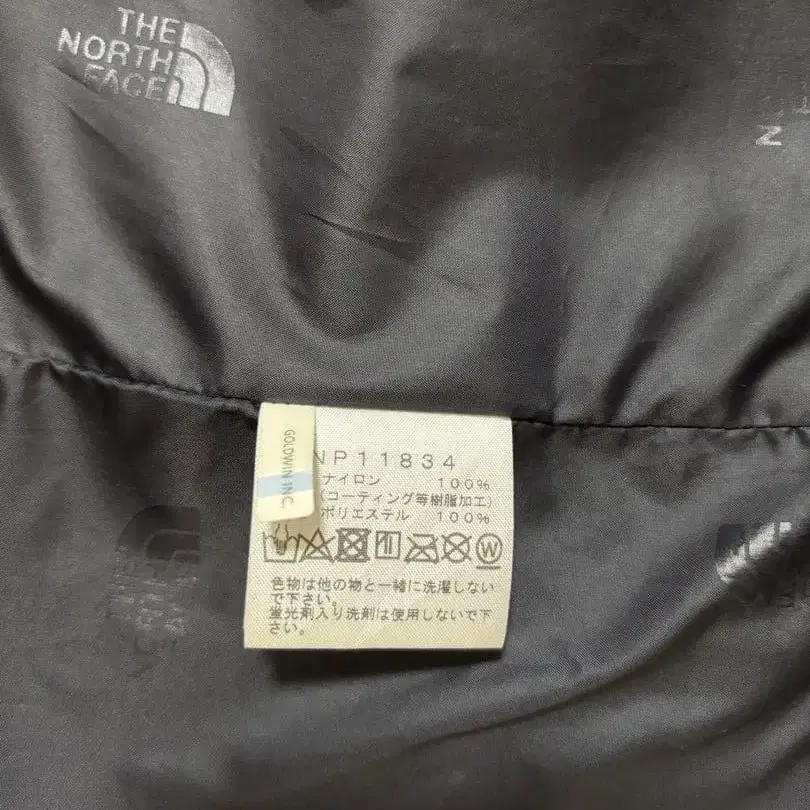 THE
NORTH
FACE
N
GOLDWIN INC.
NP11834
ナイロン 100%
(コーティング等樹脂加工)
ポリエステル 100%
W
色物は他の物と一緒に洗濯しない
で下さい。
蛍光剤入り洗剤は使用しないで下
さい。